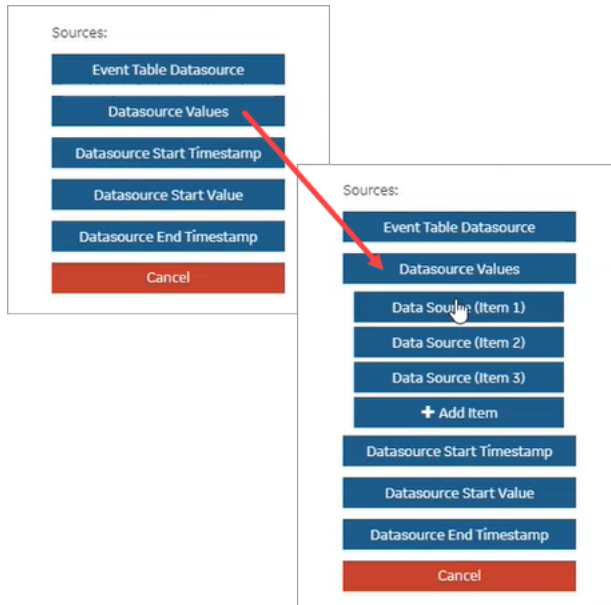 Sources:
Event Table Datasource
Datasource Values
Datasource Start Timestamp
Datasource Start Value
Datasource End Timestamp
Cancel
Sources:
Event Table Datasource
Datasource Values
Data Source (Item 1)
Data Source (Item 2)
Data Source (Item 3)
+ Add Item
Datasource Start Timestamp
Datasource Start Value
Datasource End Timestamp
Cancel